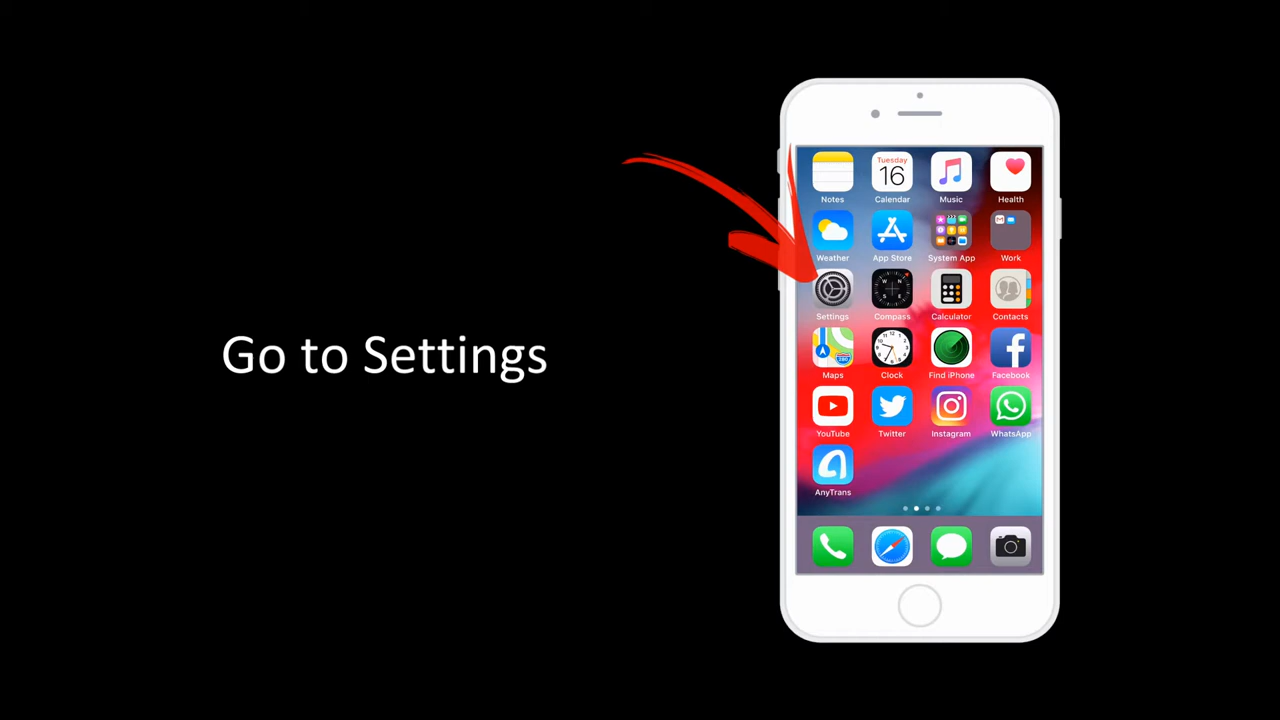 Go to Settings
Tuesday
16
Notes Calendar Music Health
Weather App Store System App Work
W N
S E
Settings Compass Calculator Contacts
280
Maps Clock Find iPhone Facebook
YouTube Twitter Instagram WhatsApp
AnyTrans